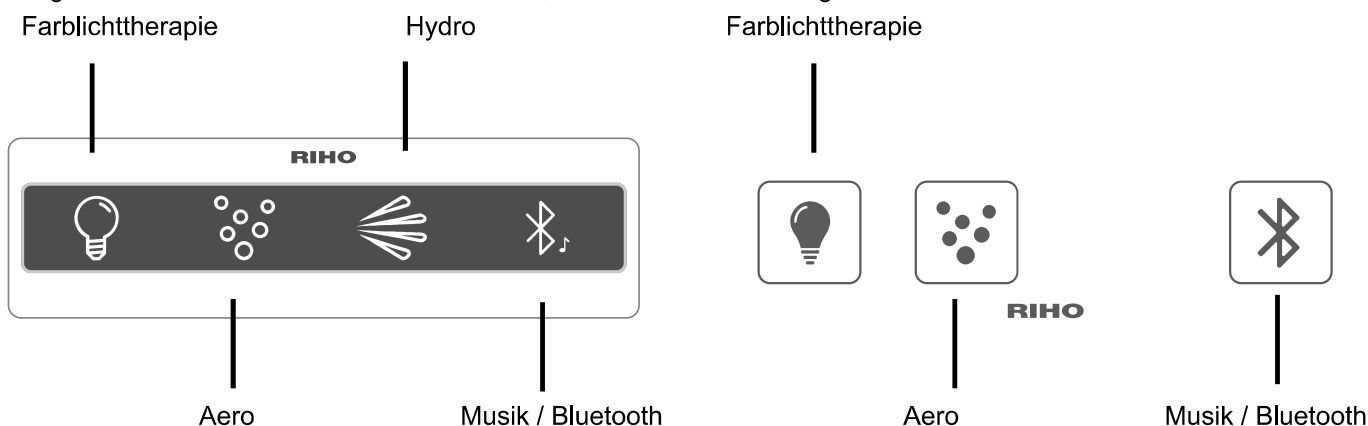 Farblichttherapie Hydro Farblichttherapie
RIHO
RIHO
Aero Musik / Bluetooth Aero Musik / Bluetooth